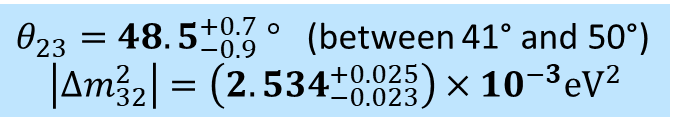 θ₂₃ = 48.5⁺⁰·⁷₋₀.₉ ° (between 41° and 50°)
|Δm²₃₂| = (2.534⁺⁰·⁰²⁵₋₀.₀₂₃) × 10⁻³eV²